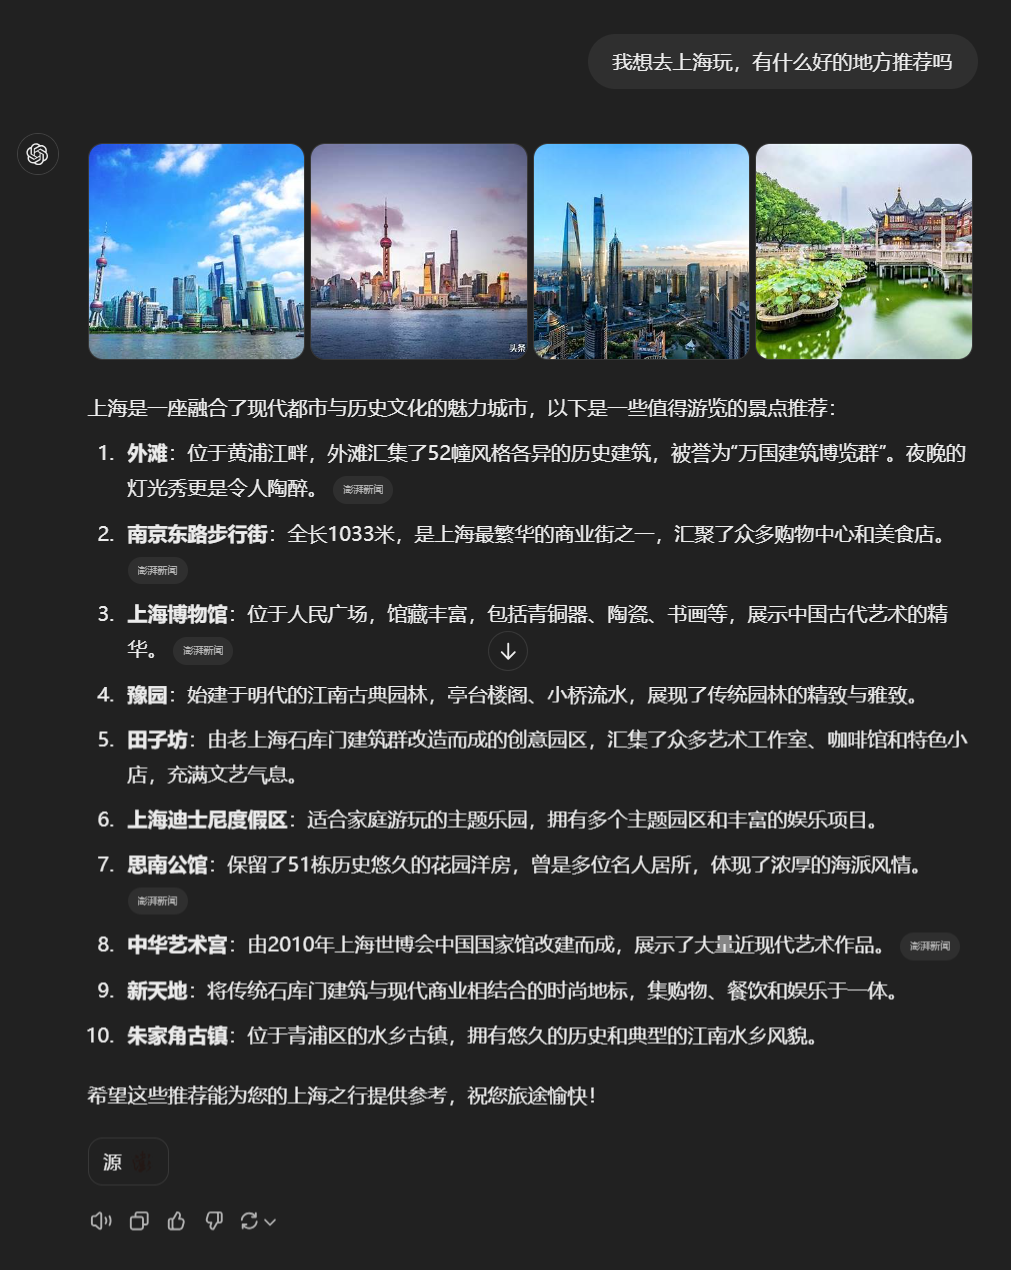 我想去上海玩，有什么好的地方推荐吗
头条
上海是一座融合了现代都市与历史文化的魅力城市，以下是一些值得游览的景点推荐：
1. 外滩：位于黄浦江畔，外滩汇集了52幢风格各异的历史建筑，被誉为“万国建筑博览群”。夜晚的
灯光秀更是令人陶醉。 澎湃新闻
2. 南京东路步行街：全长1033米，是上海最繁华的商业街之一，汇聚了众多购物中心和美食店。
澎湃新闻
3. 上海博物馆：位于人民广场，馆藏丰富，包括青铜器、陶瓷、书画等，展示中国古代艺术的精
华。 澎湃新闻
4. 豫园：始建于明代的江南古典园林，亭台楼阁、小桥流水，展现了传统园林的精致与雅致。
5. 田子坊：由老上海石库门建筑群改造而成的创意园区，汇集了众多艺术工作室、咖啡馆和特色小
店，充满文艺气息。
6. 上海迪士尼度假区：适合家庭游玩的主题乐园，拥有多个主题园区和丰富的娱乐项目。
7. 思南公馆：保留了51栋历史悠久的花园洋房，曾是多位名人居所，体现了浓厚的海派风情。
澎湃新闻
8. 中华艺术宫：由2010年上海世博会中国国家馆改建而成，展示了大量近现代艺术作品。 澎湃新闻
9. 新天地：将传统石库门建筑与现代商业相结合的时尚地标，集购物、餐饮和娱乐于一体。
10. 朱家角古镇：位于青浦区的水乡古镇，拥有悠久的历史和典型的江南水乡风貌。
希望这些推荐能为您的上海之行提供参考，祝您旅途愉快！
源